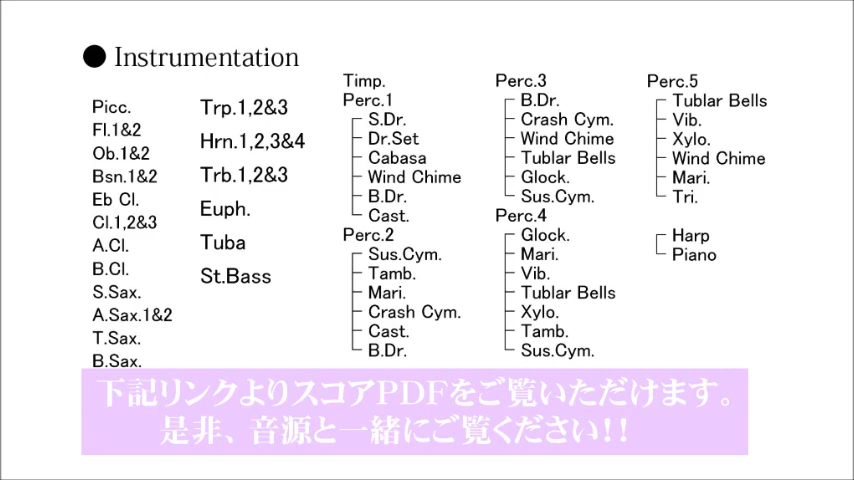 ● Instrumentation
Picc.
Fl.1&2
Ob.1&2
Bsn.1&2
Eb Cl.
Cl.1,2&3
A.Cl.
B.Cl.
S.Sax.
A.Sax.1&2
T.Sax.
B.Sax.
Trp.1,2&3
Hrn.1,2,3&4
Trb.1,2&3
Euph.
Tuba
St.Bass
Timp.
Perc.1
S.Dr.
Dr.Set
Cabasa
Wind Chime
B.Dr.
Cast.
Perc.2
Sus.Cym.
Tamb.
Mari.
Crash Cym.
Cast.
B.Dr.
Perc.3
B.Dr.
Crash Cym.
Wind Chime
Tublar Bells
Glock.
Sus.Cym.
Perc.4
Glock.
Mari.
Vib.
Tublar Bells
Xylo.
Tamb.
Sus.Cym.
Perc.5
Tublar Bells
Vib.
Xylo.
Wind Chime
Mari.
Tri.
Harp
Piano
下記リンクよりスコアPDFをご覧いただけます。
是非、音源と一緒にご覧ください!!